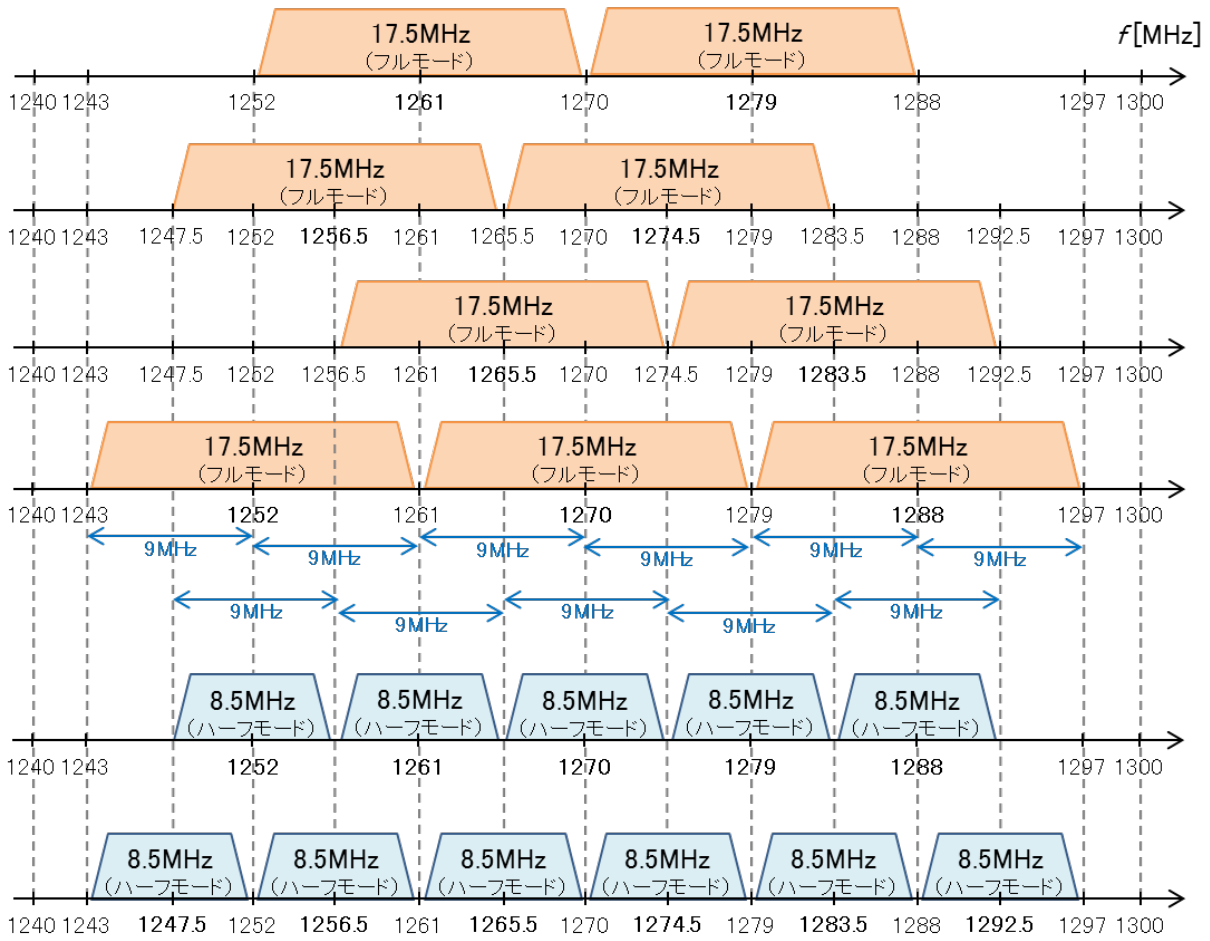 17.5MHz 17.5MHz f[MHz]
(フルモード) (フルモード)
1240 1243 1252 1261 1270 1279 1288 1297 1300
17.5MHz 17.5MHz
(フルモード) (フルモード)
1240 1243 1247.5 1252 1256.5 1261 1265.5 1270 1274.5 1279 1283.5 1288 1292.5 1297 1300
17.5MHz 17.5MHz
(フルモード) (フルモード)
1240 1243 1247.5 1252 1256.5 1261 1265.5 1270 1274.5 1279 1283.5 1288 1292.5 1297 1300
17.5MHz 17.5MHz 17.5MHz
(フルモード) (フルモード) (フルモード)
1240 1243 1252 1261 1270 1279 1288 1297 1300
9MHz 9MHz 9MHz 9MHz 9MHz 9MHz
9MHz 9MHz 9MHz 9MHz 9MHz
8.5MHz 8.5MHz 8.5MHz 8.5MHz 8.5MHz
(ハーフモード) (ハーフモード) (ハーフモード) (ハーフモード) (ハーフモード)
1240 1243 1252 1261 1270 1279 1288 1297 1300
8.5MHz 8.5MHz 8.5MHz 8.5MHz 8.5MHz 8.5MHz
(ハーフモード) (ハーフモード) (ハーフモード) (ハーフモード) (ハーフモード) (ハーフモード)
1240 1243 1247.5 1252 1256.5 1261 1265.5 1270 1274.5 1279 1283.5 1288 1292.5 1297 1300